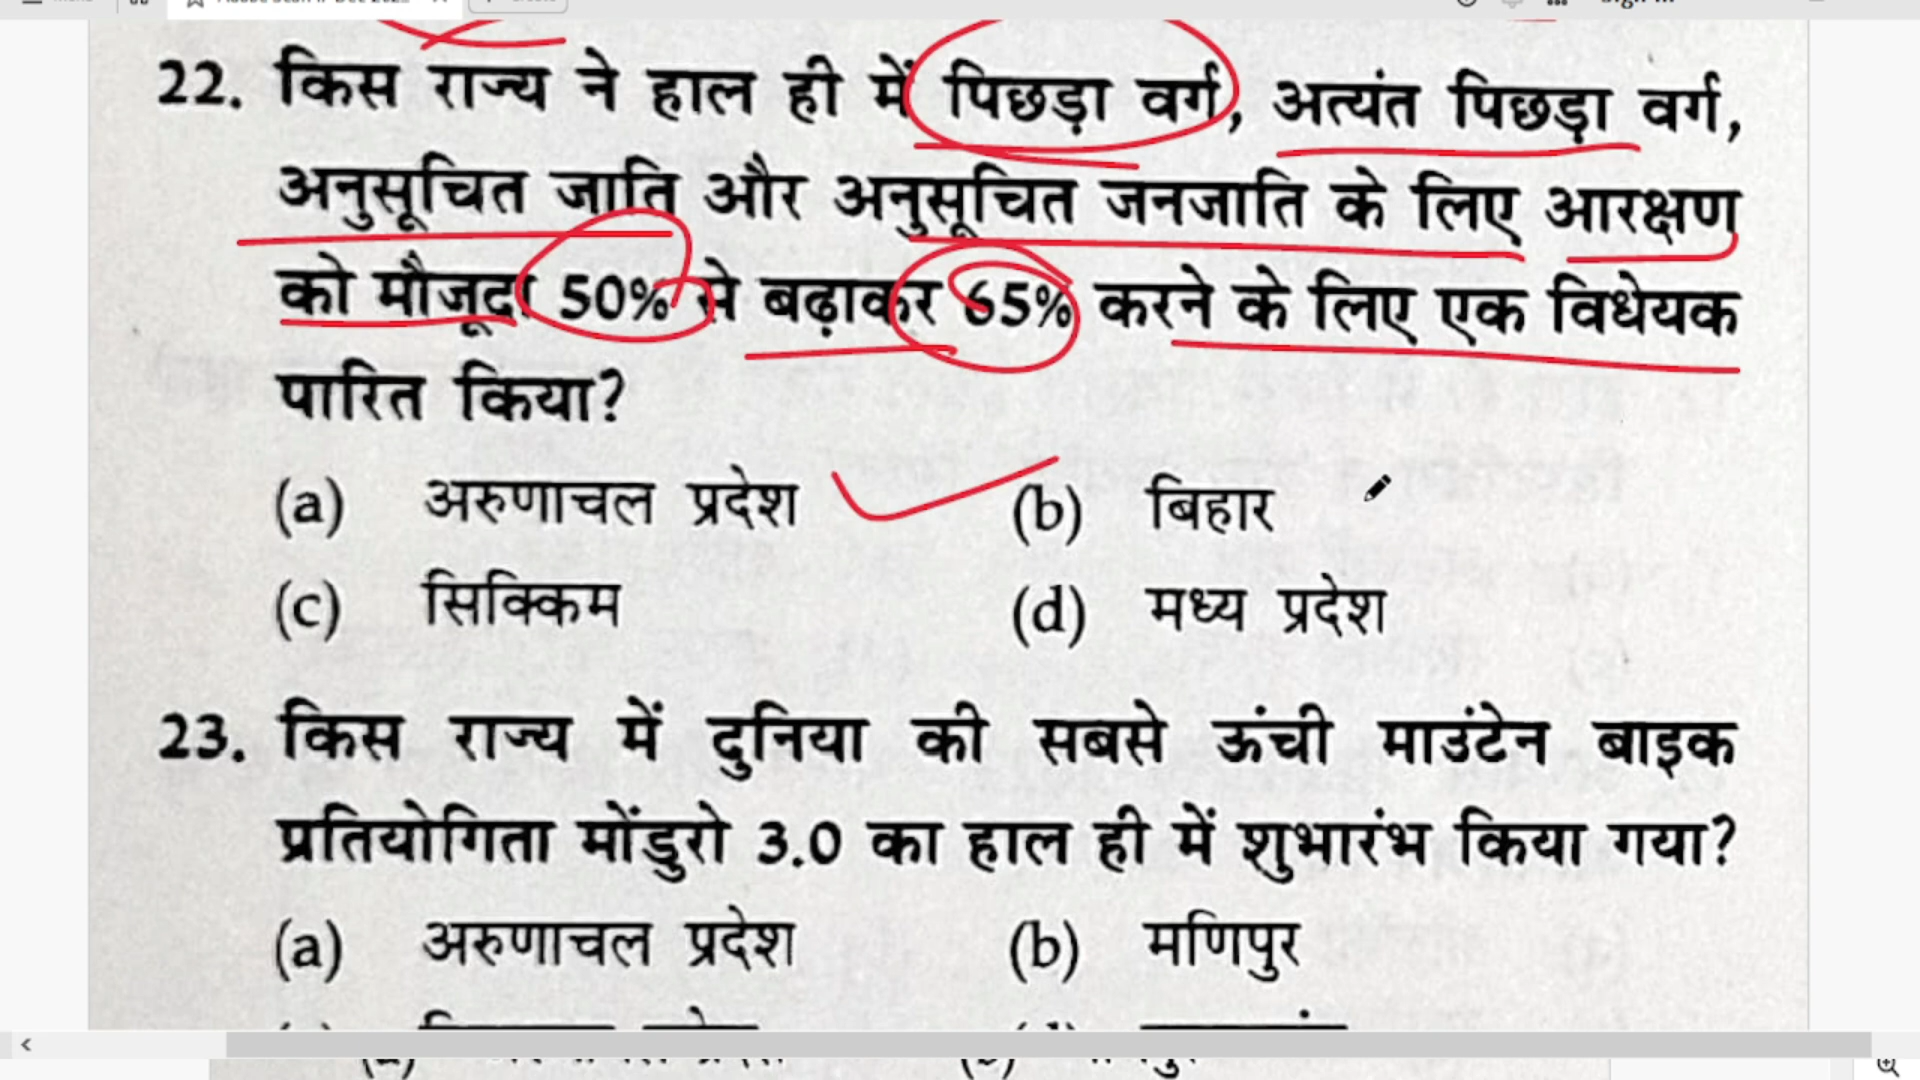 22. किस राज्य ने हाल ही में पिछड़ा वर्ग, अत्यंत पिछड़ा वर्ग,
अनुसूचित जाति और अनुसूचित जनजाति के लिए आरक्षण
को मौजूदा 50% से बढ़ाकर 65% करने के लिए एक विधेयक
पारित किया?
(a) अरुणाचल प्रदेश (b) बिहार
(c) सिक्किम (d) मध्य प्रदेश
23. किस राज्य में दुनिया की सबसे ऊंची माउंटेन बाइक
प्रतियोगिता मोंडुरो 3.0 का हाल ही में शुभारंभ किया गया?
(a) अरुणाचल प्रदेश (b) मणिपुर